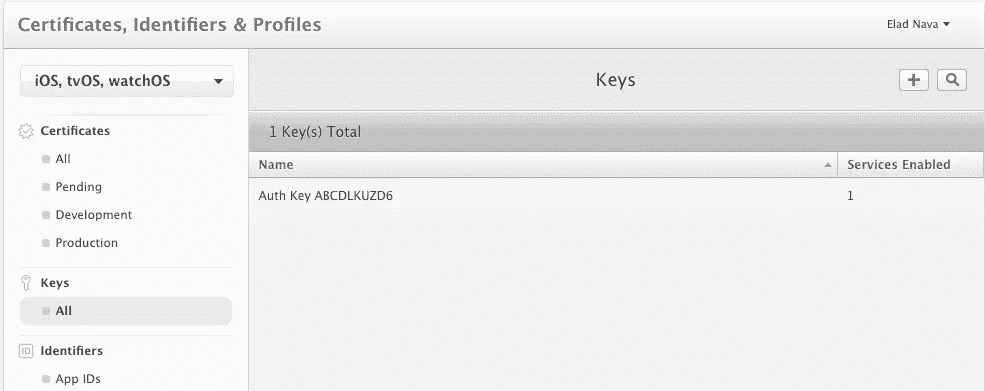 Certificates, Identifiers & Profiles
Elad Nava
iOS, tvOS, watchOS
Certificates
All
Pending
Development
Production
Keys
All
ID Identifiers
App IDs
Keys
1 Key(s) Total
Name Services Enabled
Auth Key ABCDLKUZD6 1